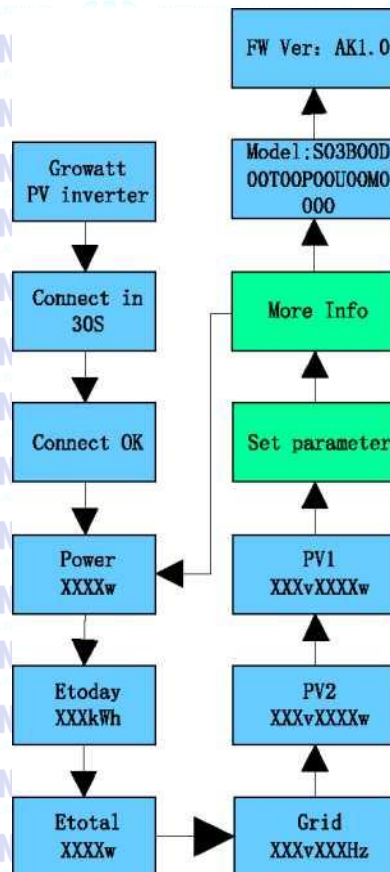 Growatt
PV inverter
Connect in
30S
Connect OK
Power
XXXXw
Etoday
XXXkWh
Etotal
XXXXw
Grid
XXXvXXXHz
PV2
XXXvXXXXw
PV1
XXXvXXXXw
Set parameter
More Info
Model:S03B00D
00T00P00U00M0
000
FW Ver: AK1.0